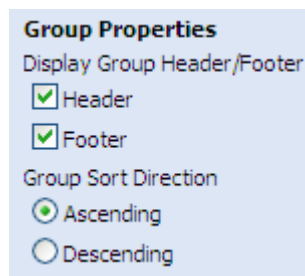 Group Properties
Display Group Header/Footer
Header
Footer
Group Sort Direction
Ascending
Descending